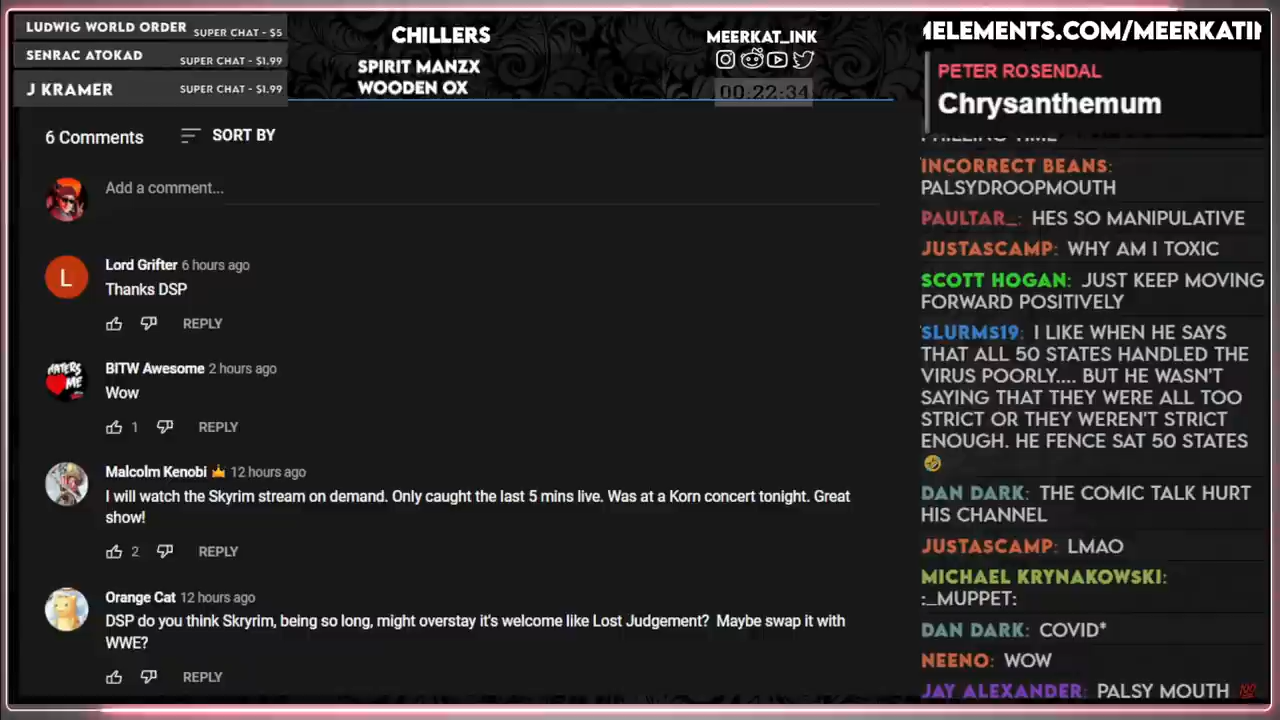 LUDWIG WORLD ORDER SUPER CHAT - $5
SENRAC ATOKAD SUPER CHAT - $1.99
J KRAMER SUPER CHAT - $1.99
CHILLERS
SPIRIT MANZX
WOODEN OX
MEERKAT_INK
00:22:34
MELEMENTS.COM/MEERKATIN
PETER ROSENDAL
Chrysanthemum
6 Comments SORT BY
Add a comment...
Lord Grifter 6 hours ago
Thanks DSP
REPLY
HATERS
ME
BITW Awesome 2 hours ago
Wow
1 REPLY
Malcolm Kenobi 12 hours ago
I will watch the Skyrim stream on demand. Only caught the last 5 mins live. Was at a Korn concert tonight. Great
show!
2 REPLY
Orange Cat 12 hours ago
DSP do you think Skryrim, being so long, might overstay it's welcome like Lost Judgement? Maybe swap it with
WWE?
REPLY
INCORRECT BEANS:
PALSYDROOPMOUTH
PAULTAR_: HES SO MANIPULATIVE
JUSTASCAMP: WHY AM I TOXIC
SCOTT HOGAN: JUST KEEP MOVING
FORWARD POSITIVELY
SLURMS19: I LIKE WHEN HE SAYS
THAT ALL 50 STATES HANDLED THE
VIRUS POORLY.... BUT HE WASN'T
SAYING THAT THEY WERE ALL TOO
STRICT OR THEY WEREN'T STRICT
ENOUGH. HE FENCE SAT 50 STATES
🤣
DAN DARK: THE COMIC TALK HURT
HIS CHANNEL
JUSTASCAMP: LMAO
MICHAEL KRYNAKOWSKI:
:_MUPPET:
DAN DARK: COVID*
NEENO: WOW
JAY ALEXANDER: PALSY MOUTH 💯